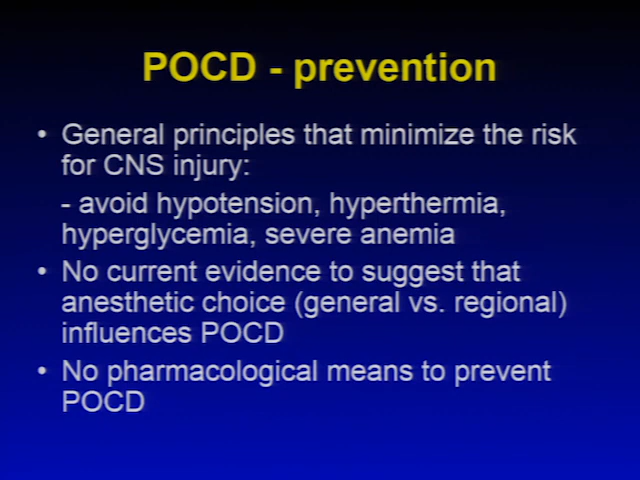 POCD - prevention
• General principles that minimize the risk
for CNS injury:
- avoid hypotension, hyperthermia,
hyperglycemia, severe anemia
• No current evidence to suggest that
anesthetic choice (general vs. regional)
influences POCD
• No pharmacological means to prevent
POCD